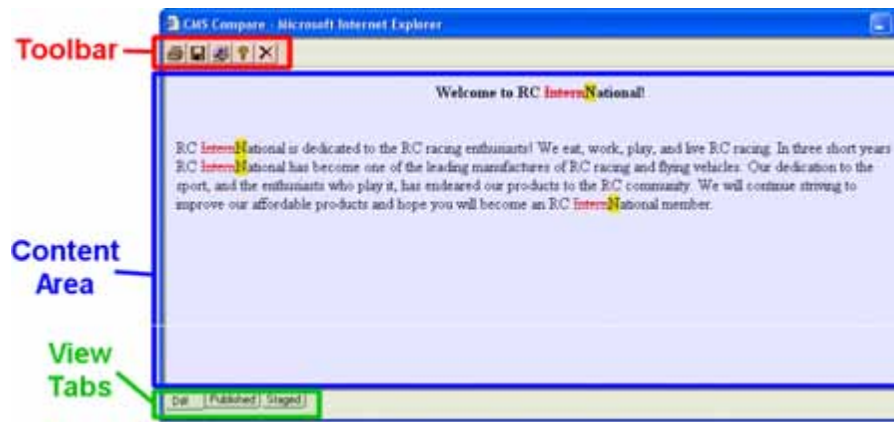 CMS Compare - Microsoft Internet Explorer
Toolbar
Welcome to RC InternNational!
RC InternNational is dedicated to the RC racing enthusiasts! We eat, work, play, and live RC racing. In three short years
RC InternNational has become one of the leading manufactures of RC racing and flying vehicles. Our dedication to the
sport, and the enthusiasts who play it, has endeared our products to the RC community. We will continue striving to
improve our affordable products and hope you will become an RC InternNational member.
Content
Area
View
Tabs
Diff Published Staged